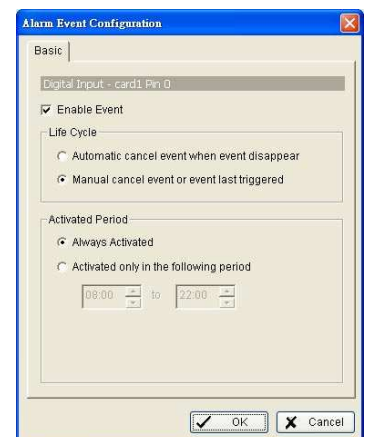 Alarm Event Configuration
Basic
Digital Input - card1 Pin 0
Enable Event
Life Cycle
Automatic cancel event when event disappear
Manual cancel event or event last triggered
Activated Period
Always Activated
Activated only in the following period
08:00 to 22:00
OK Cancel